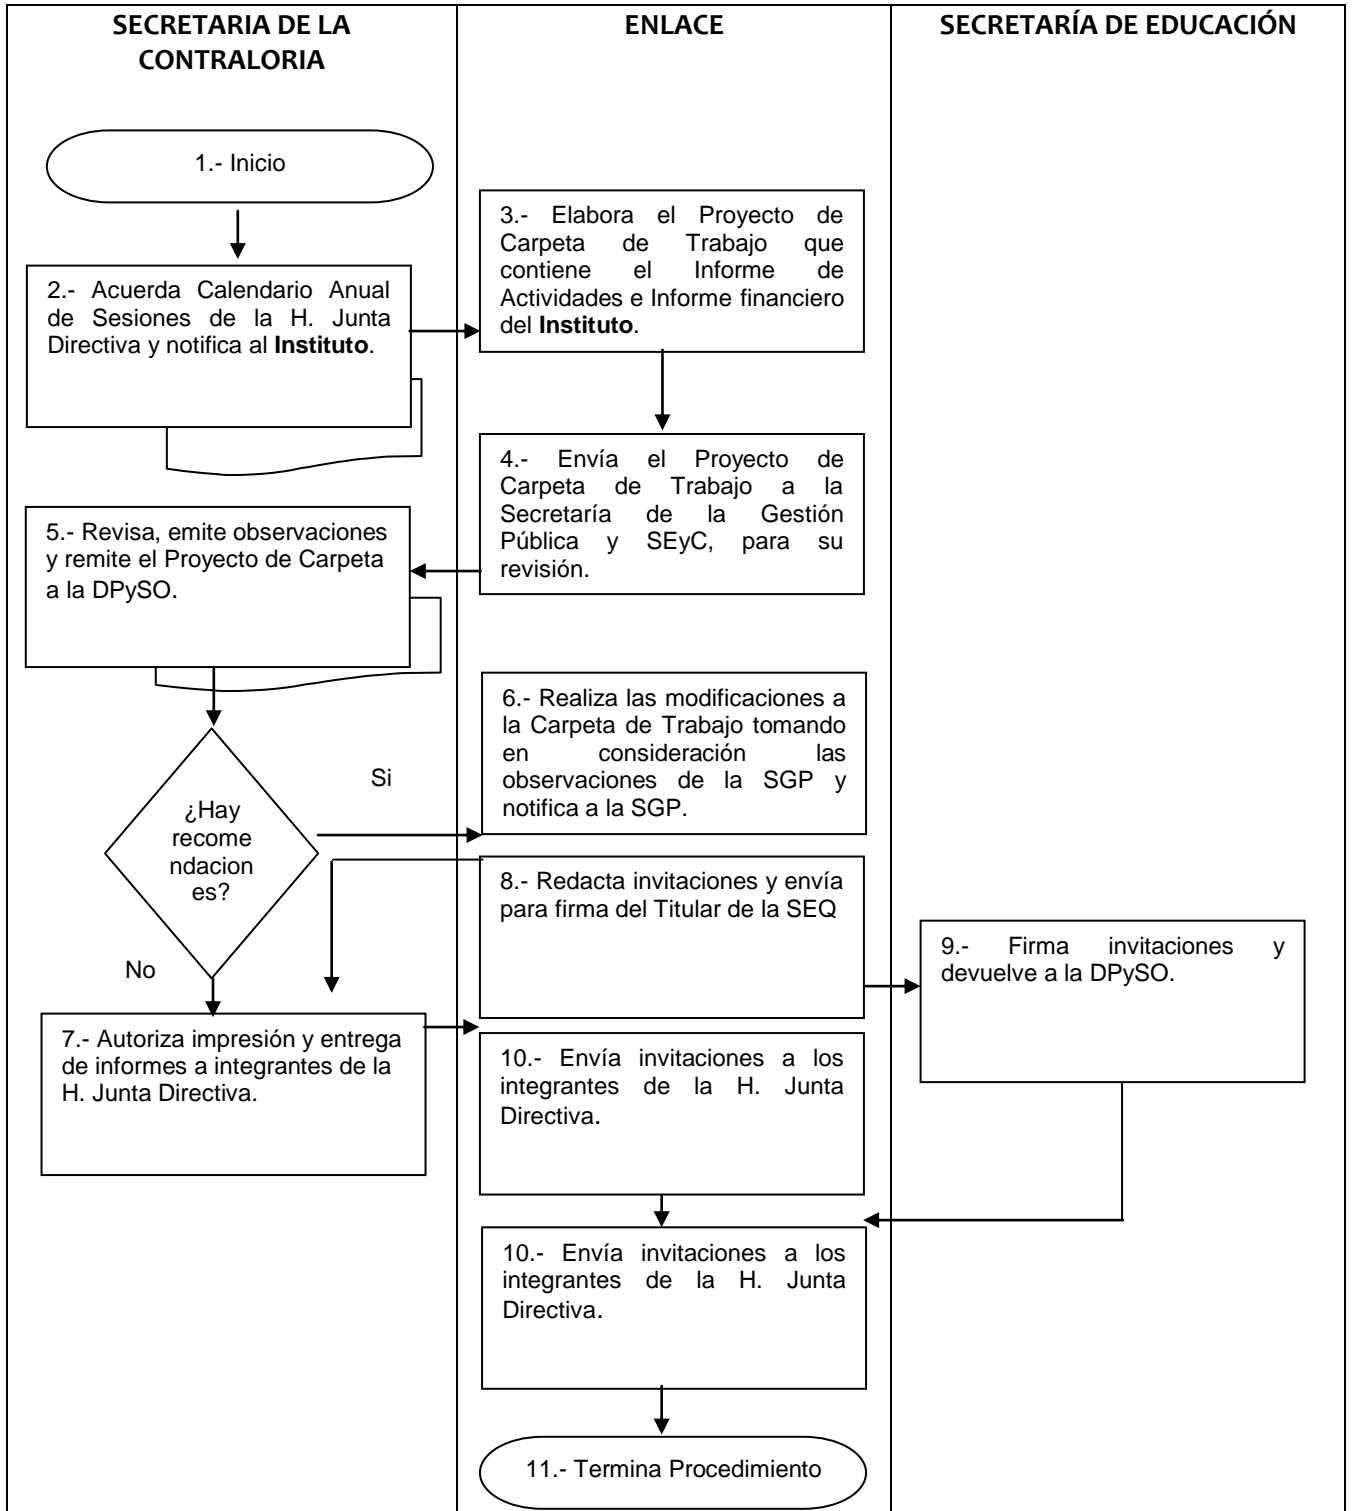 SECRETARIA DE LA
CONTRALORIA
ENLACE
SECRETARÍA DE EDUCACIÓN
1.- Inicio
2.- Acuerda Calendario Anual
de Sesiones de la H. Junta
Directiva y notifica al Instituto.
3.- Elabora el Proyecto de
Carpeta de Trabajo que
contiene el Informe de
Actividades e Informe financiero
del Instituto.
4.- Envía el Proyecto de
Carpeta de Trabajo a la
Secretaría de la Gestión
Pública y SEyC, para su
revisión.
5.- Revisa, emite observaciones
y remite el Proyecto de Carpeta
a la DPySO.
6.- Realiza las modificaciones a
la Carpeta de Trabajo tomando
en consideración las
observaciones de la SGP y
notifica a la SGP.
Si
¿Hay
recome
ndacion
es?
No
8.- Redacta invitaciones y envía
para firma del Titular de la SEQ
9.- Firma invitaciones y
devuelve a la DPySO.
7.- Autoriza impresión y entrega
de informes a integrantes de la
H. Junta Directiva.
10.- Envía invitaciones a los
integrantes de la H. Junta
Directiva.
10.- Envía invitaciones a los
integrantes de la H. Junta
Directiva.
11.- Termina Procedimiento